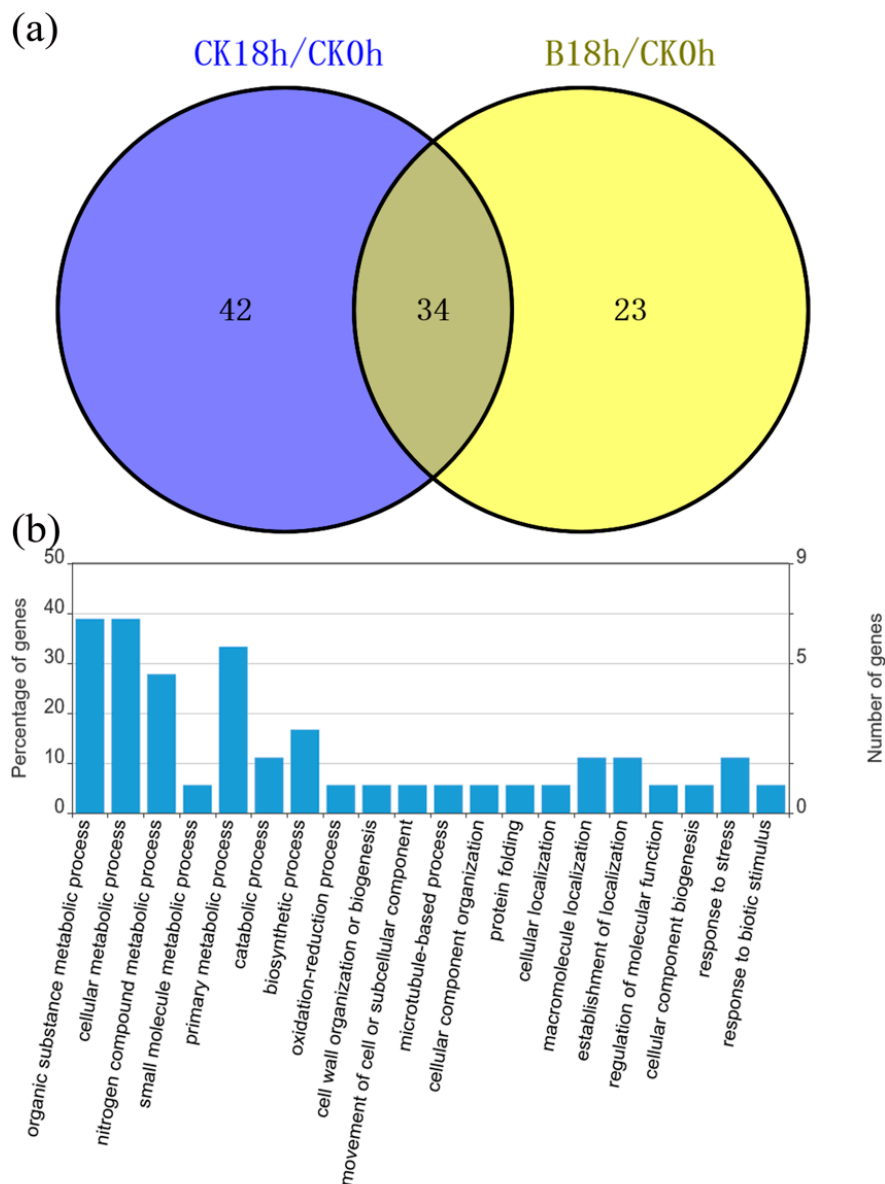 (a)
CK18h/CK0h
B18h/CK0h
42
34
23
(b)
50
40
30
20
10
0
Percentage of genes
9
5
0
Number of genes
organic substance metabolic process
cellular metabolic process
nitrogen compound metabolic process
small molecule metabolic process
primary metabolic process
catabolic process
biosynthetic process
oxidation-reduction process
cell wall organization or biogenesis
movement of cell or subcellular component
microtubule-based process
cellular component organization
protein folding
cellular localization
macromolecule localization
establishment of localization
regulation of molecular function
cellular component biogenesis
response to stress
response to biotic stimulus